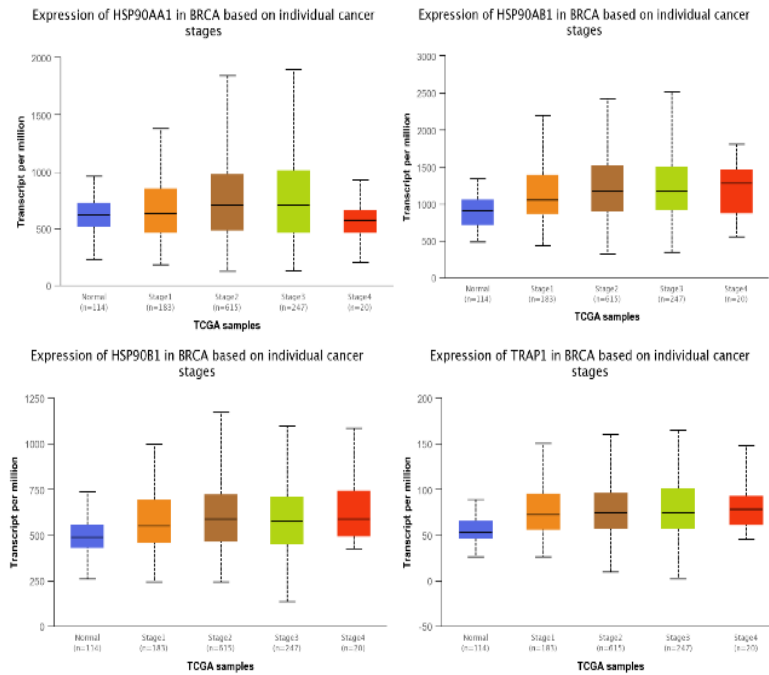 Expression of HSP90AA1 in BRCA based on individual cancer
stages
Transcript per million
2000
1500
1000
500
0
Normal
(n=114)
Stage1
(n=183)
Stage2
(n=615)
Stage3
(n=247)
Stage4
(n=20)
TCGA samples
Expression of HSP90AB1 in BRCA based on individual cancer
stages
Transcript per million
3000
2500
2000
1500
1000
500
0
Normal
(n=114)
Stage1
(n=183)
Stage2
(n=615)
Stage3
(n=247)
Stage4
(n=20)
TCGA samples
Expression of HSP90B1 in BRCA based on individual cancer
stages
Transcript per million
1250
1000
750
500
250
0
Normal
(n=114)
Stage1
(n=183)
Stage2
(n=615)
Stage3
(n=247)
Stage4
(n=20)
TCGA samples
Expression of TRAP1 in BRCA based on individual cancer
stages
Transcript per million
200
150
100
50
0
-50
Normal
(n=114)
Stage1
(n=183)
Stage2
(n=615)
Stage3
(n=247)
Stage4
(n=20)
TCGA samples